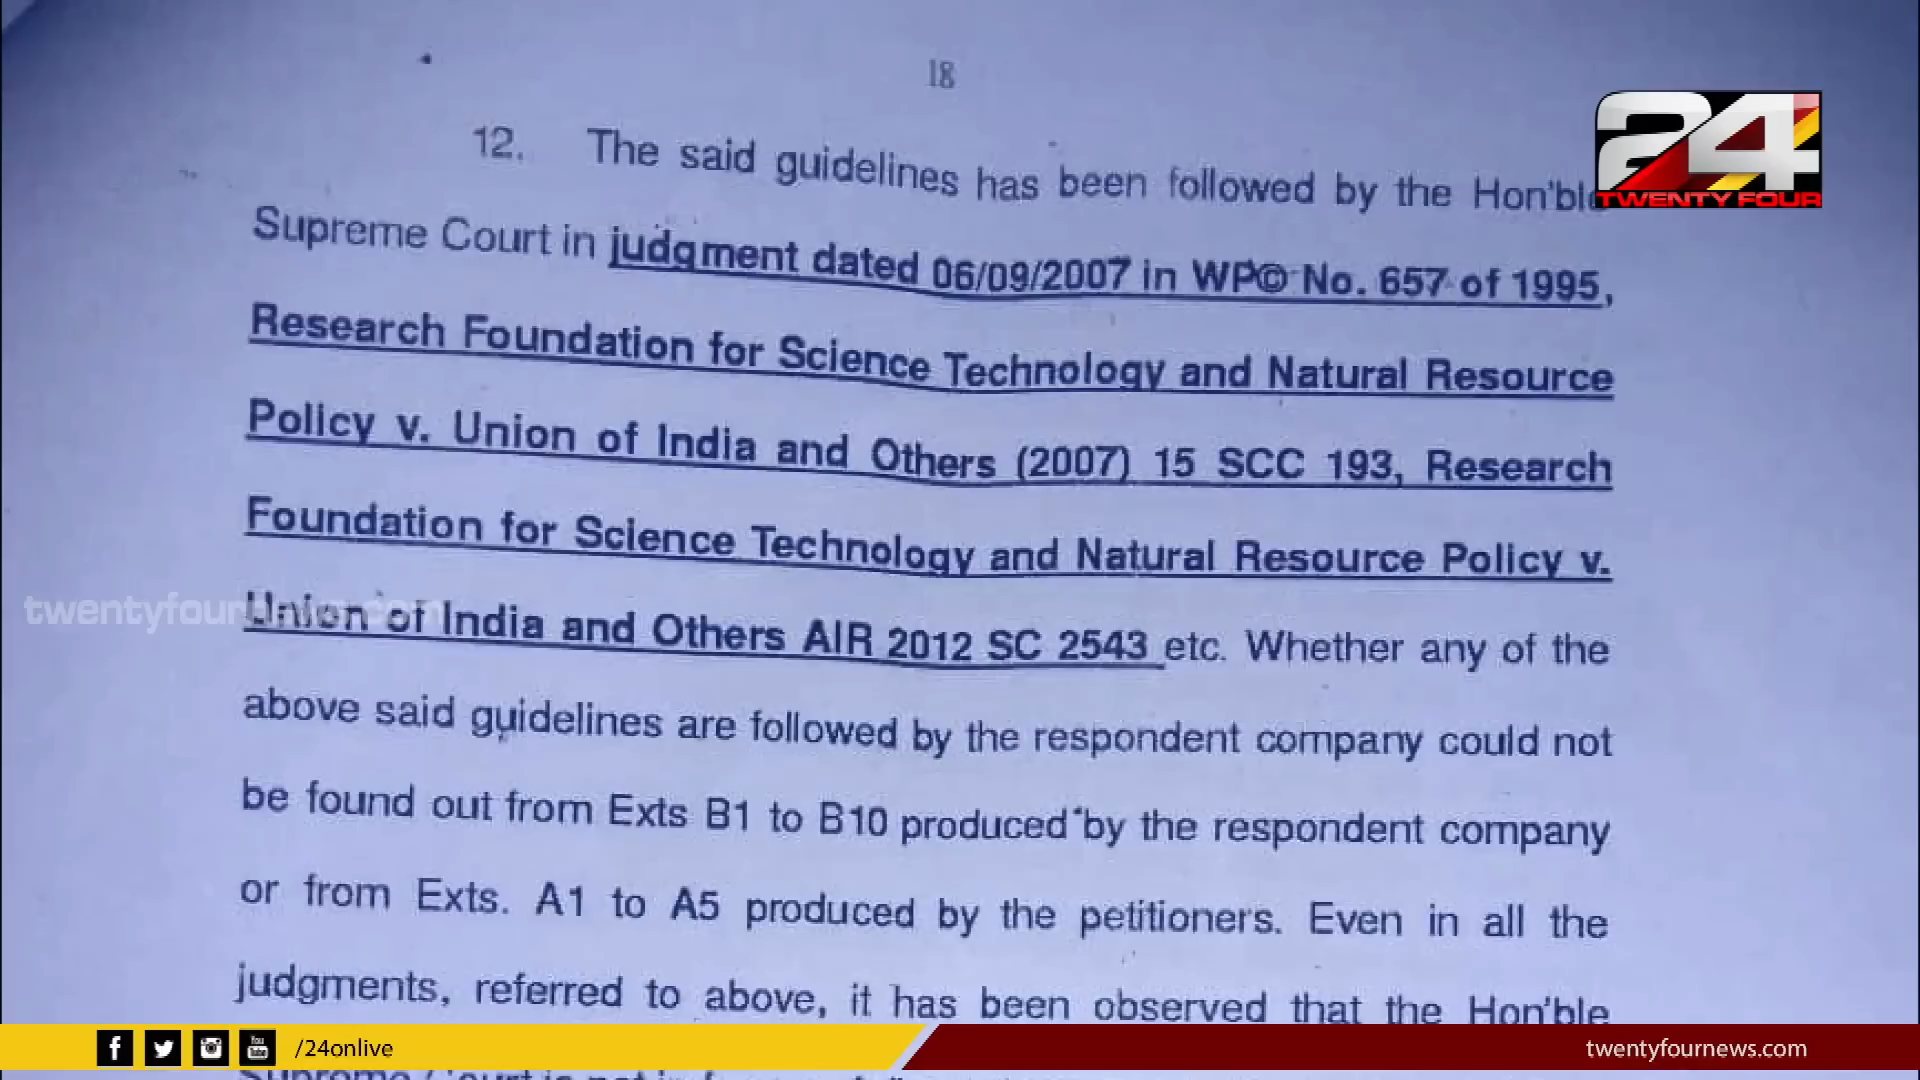 18
24
TWENTY FOUR
12. The said guidelines has been followed by the Hon'ble
Supreme Court in judgment dated 06/09/2007 in WP© No. 657 of 1995,
Research Foundation for Science Technology and Natural Resource
Policy v. Union of India and Others (2007) 15 SCC 193, Research
Foundation for Science Technology and Natural Resource Policy v.
Union of India and Others AIR 2012 SC 2543 etc. Whether any of the
above said guidelines are followed by the respondent company could not
be found out from Exts B1 to B10 produced by the respondent company
or from Exts. A1 to A5 produced by the petitioners. Even in all the
judgments, referred to above, it has been observed that the Hon'ble
Supreme Court is not in
twentyfournews.com
/24onlive
twentyfournews.com